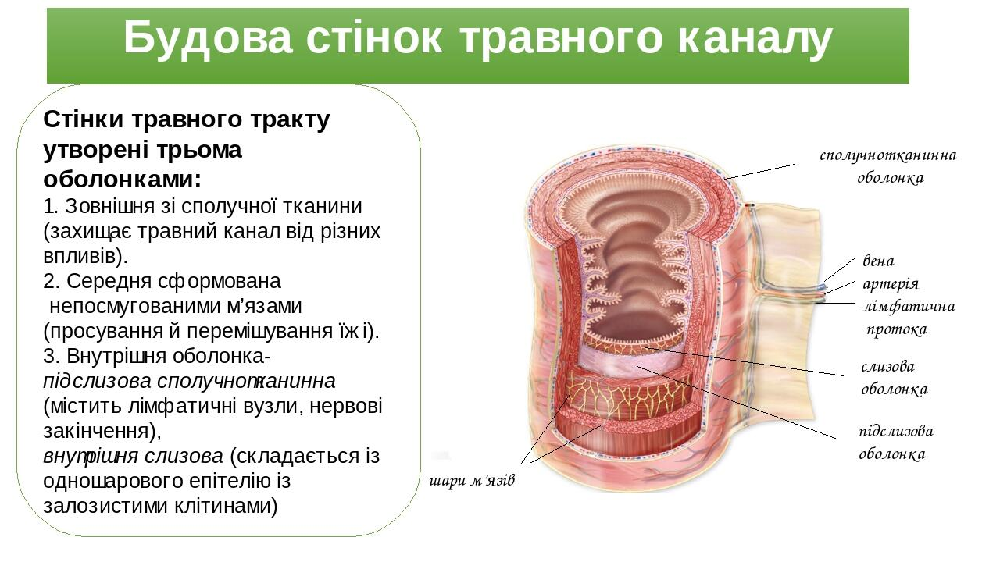 Будова стінок травного каналу
Стінки травного тракту
утворені трьома
оболонками:
1. Зовнішня зі сполучної тканини
(захищає травний канал від різних
впливів).
2. Середня сформована
непосмугованими м’язами
(просування й перемішування їжі).
3. Внутрішня оболонка-
підслизова сполучнотканинна
(містить лімфатичні вузли, нервові
закінчення),
внутрішня слизова (складається із
одношарового епітелію із
залозистими клітинами)
сполучнотканинна
оболонка
вена
артерія
лімфатична
протока
слизова
оболонка
підслизова
оболонка
шари м’язів